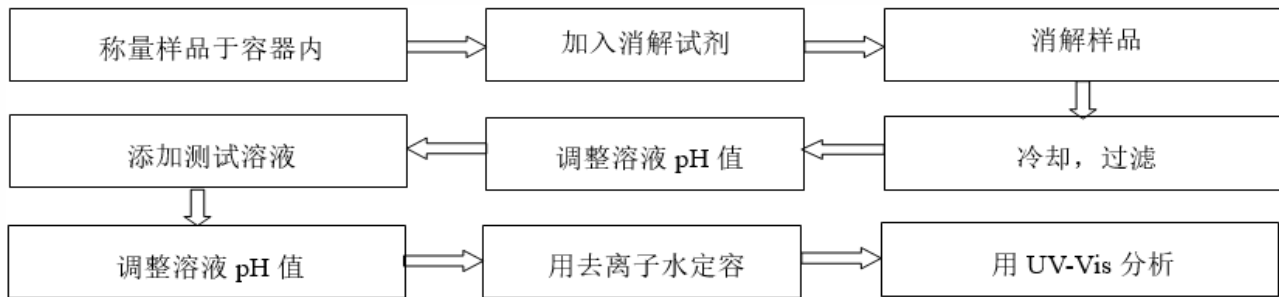 称量样品于容器内
加入消解试剂
消解样品
冷却，过滤
调整溶液 pH 值
添加测试溶液
调整溶液 pH 值
用去离子水定容
用 UV-Vis 分析